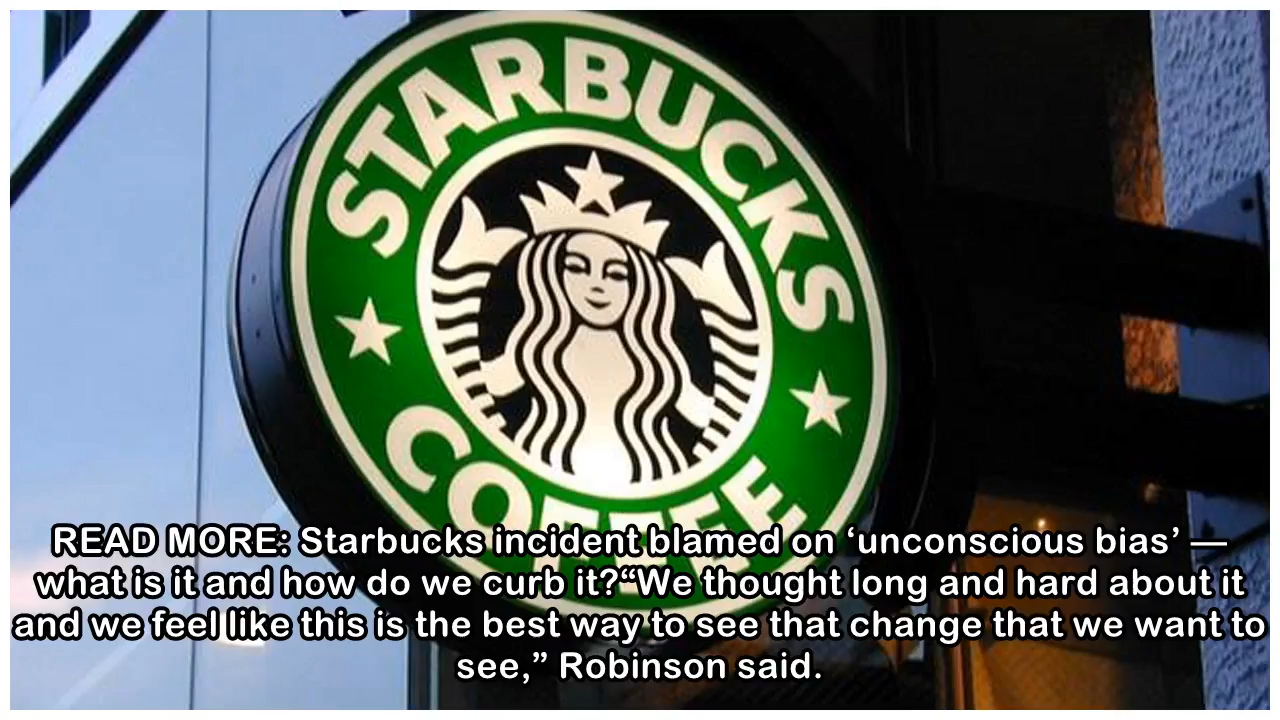 STARBUCKS
COFFEE
READ MORE: Starbucks incident blamed on ‘unconscious bias’ —
what is it and how do we curb it?“We thought long and hard about it
and we feel like this is the best way to see that change that we want to
see,” Robinson said.